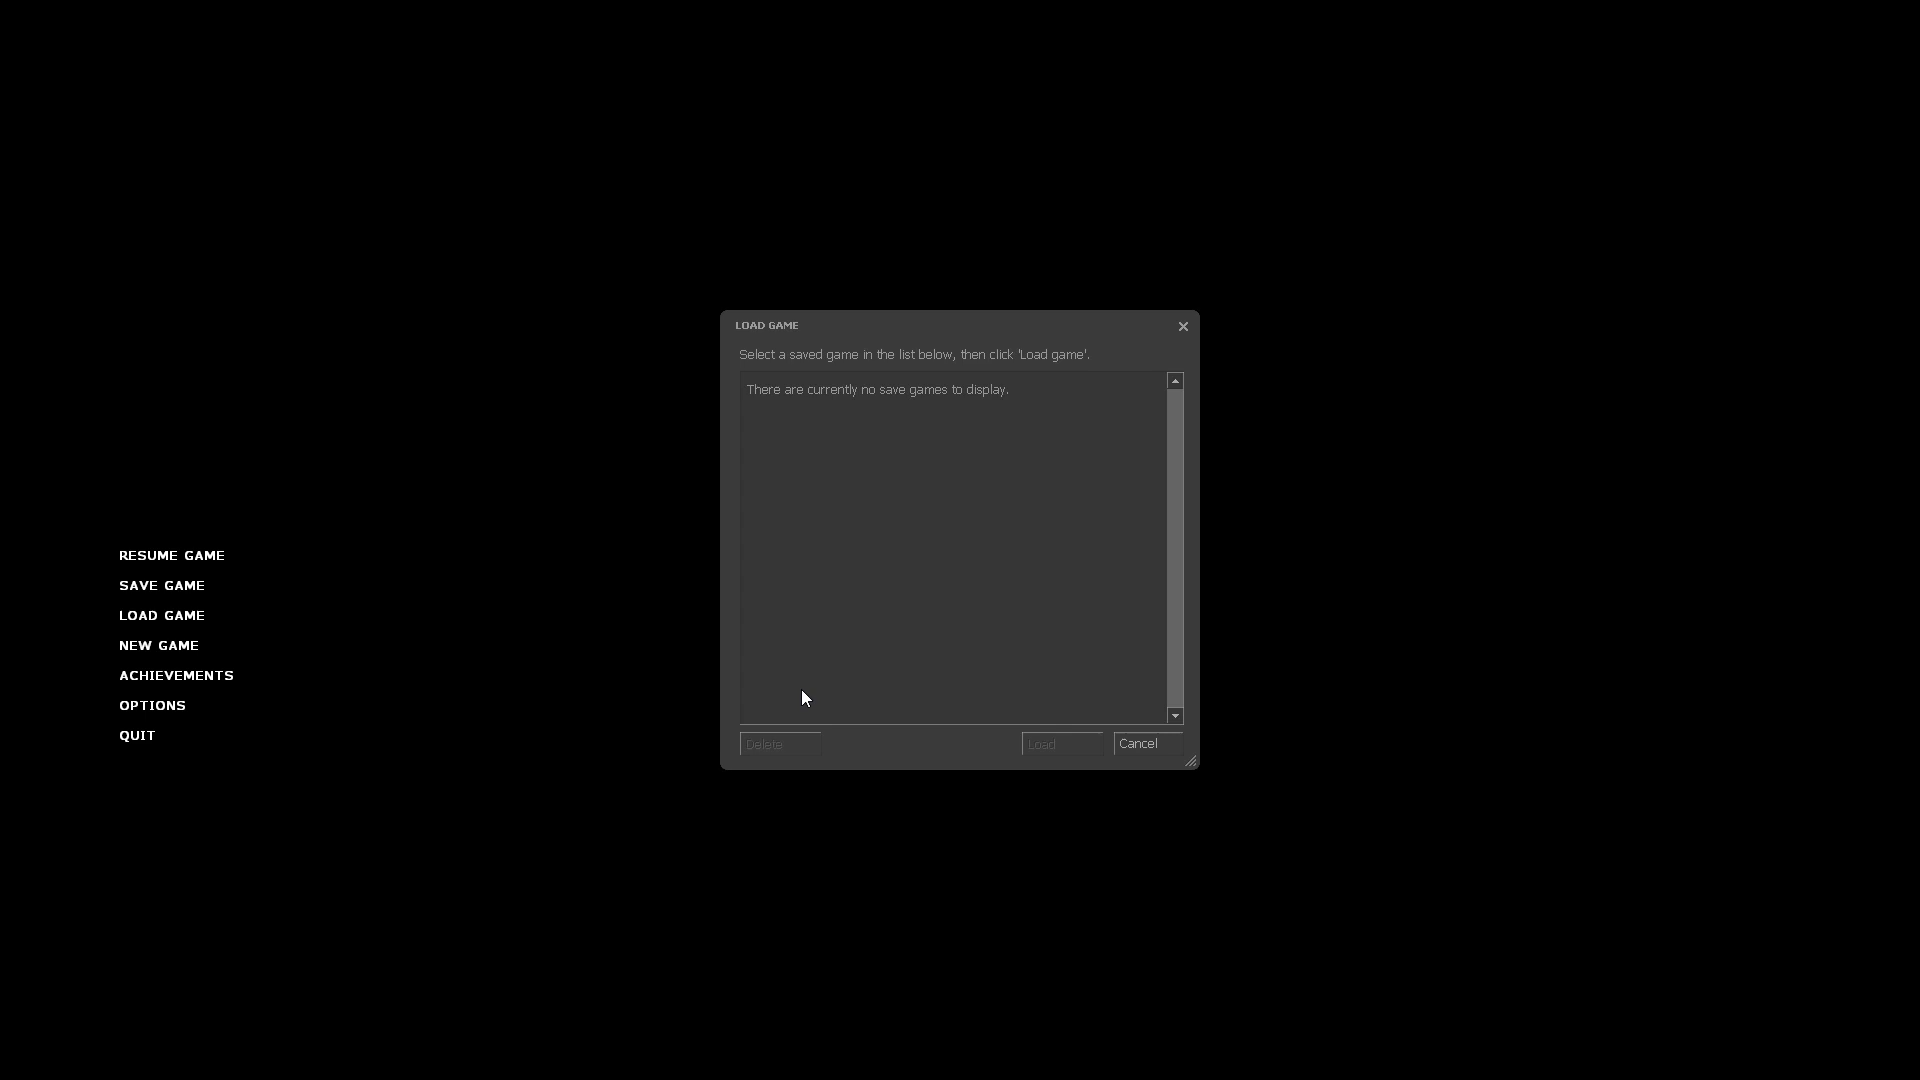 LOAD GAME
Select a saved game in the list below, then click 'Load game'.
There are currently no save games to display.
RESUME GAME
SAVE GAME
LOAD GAME
NEW GAME
ACHIEVEMENTS
OPTIONS
QUIT
Delete
Load
Cancel